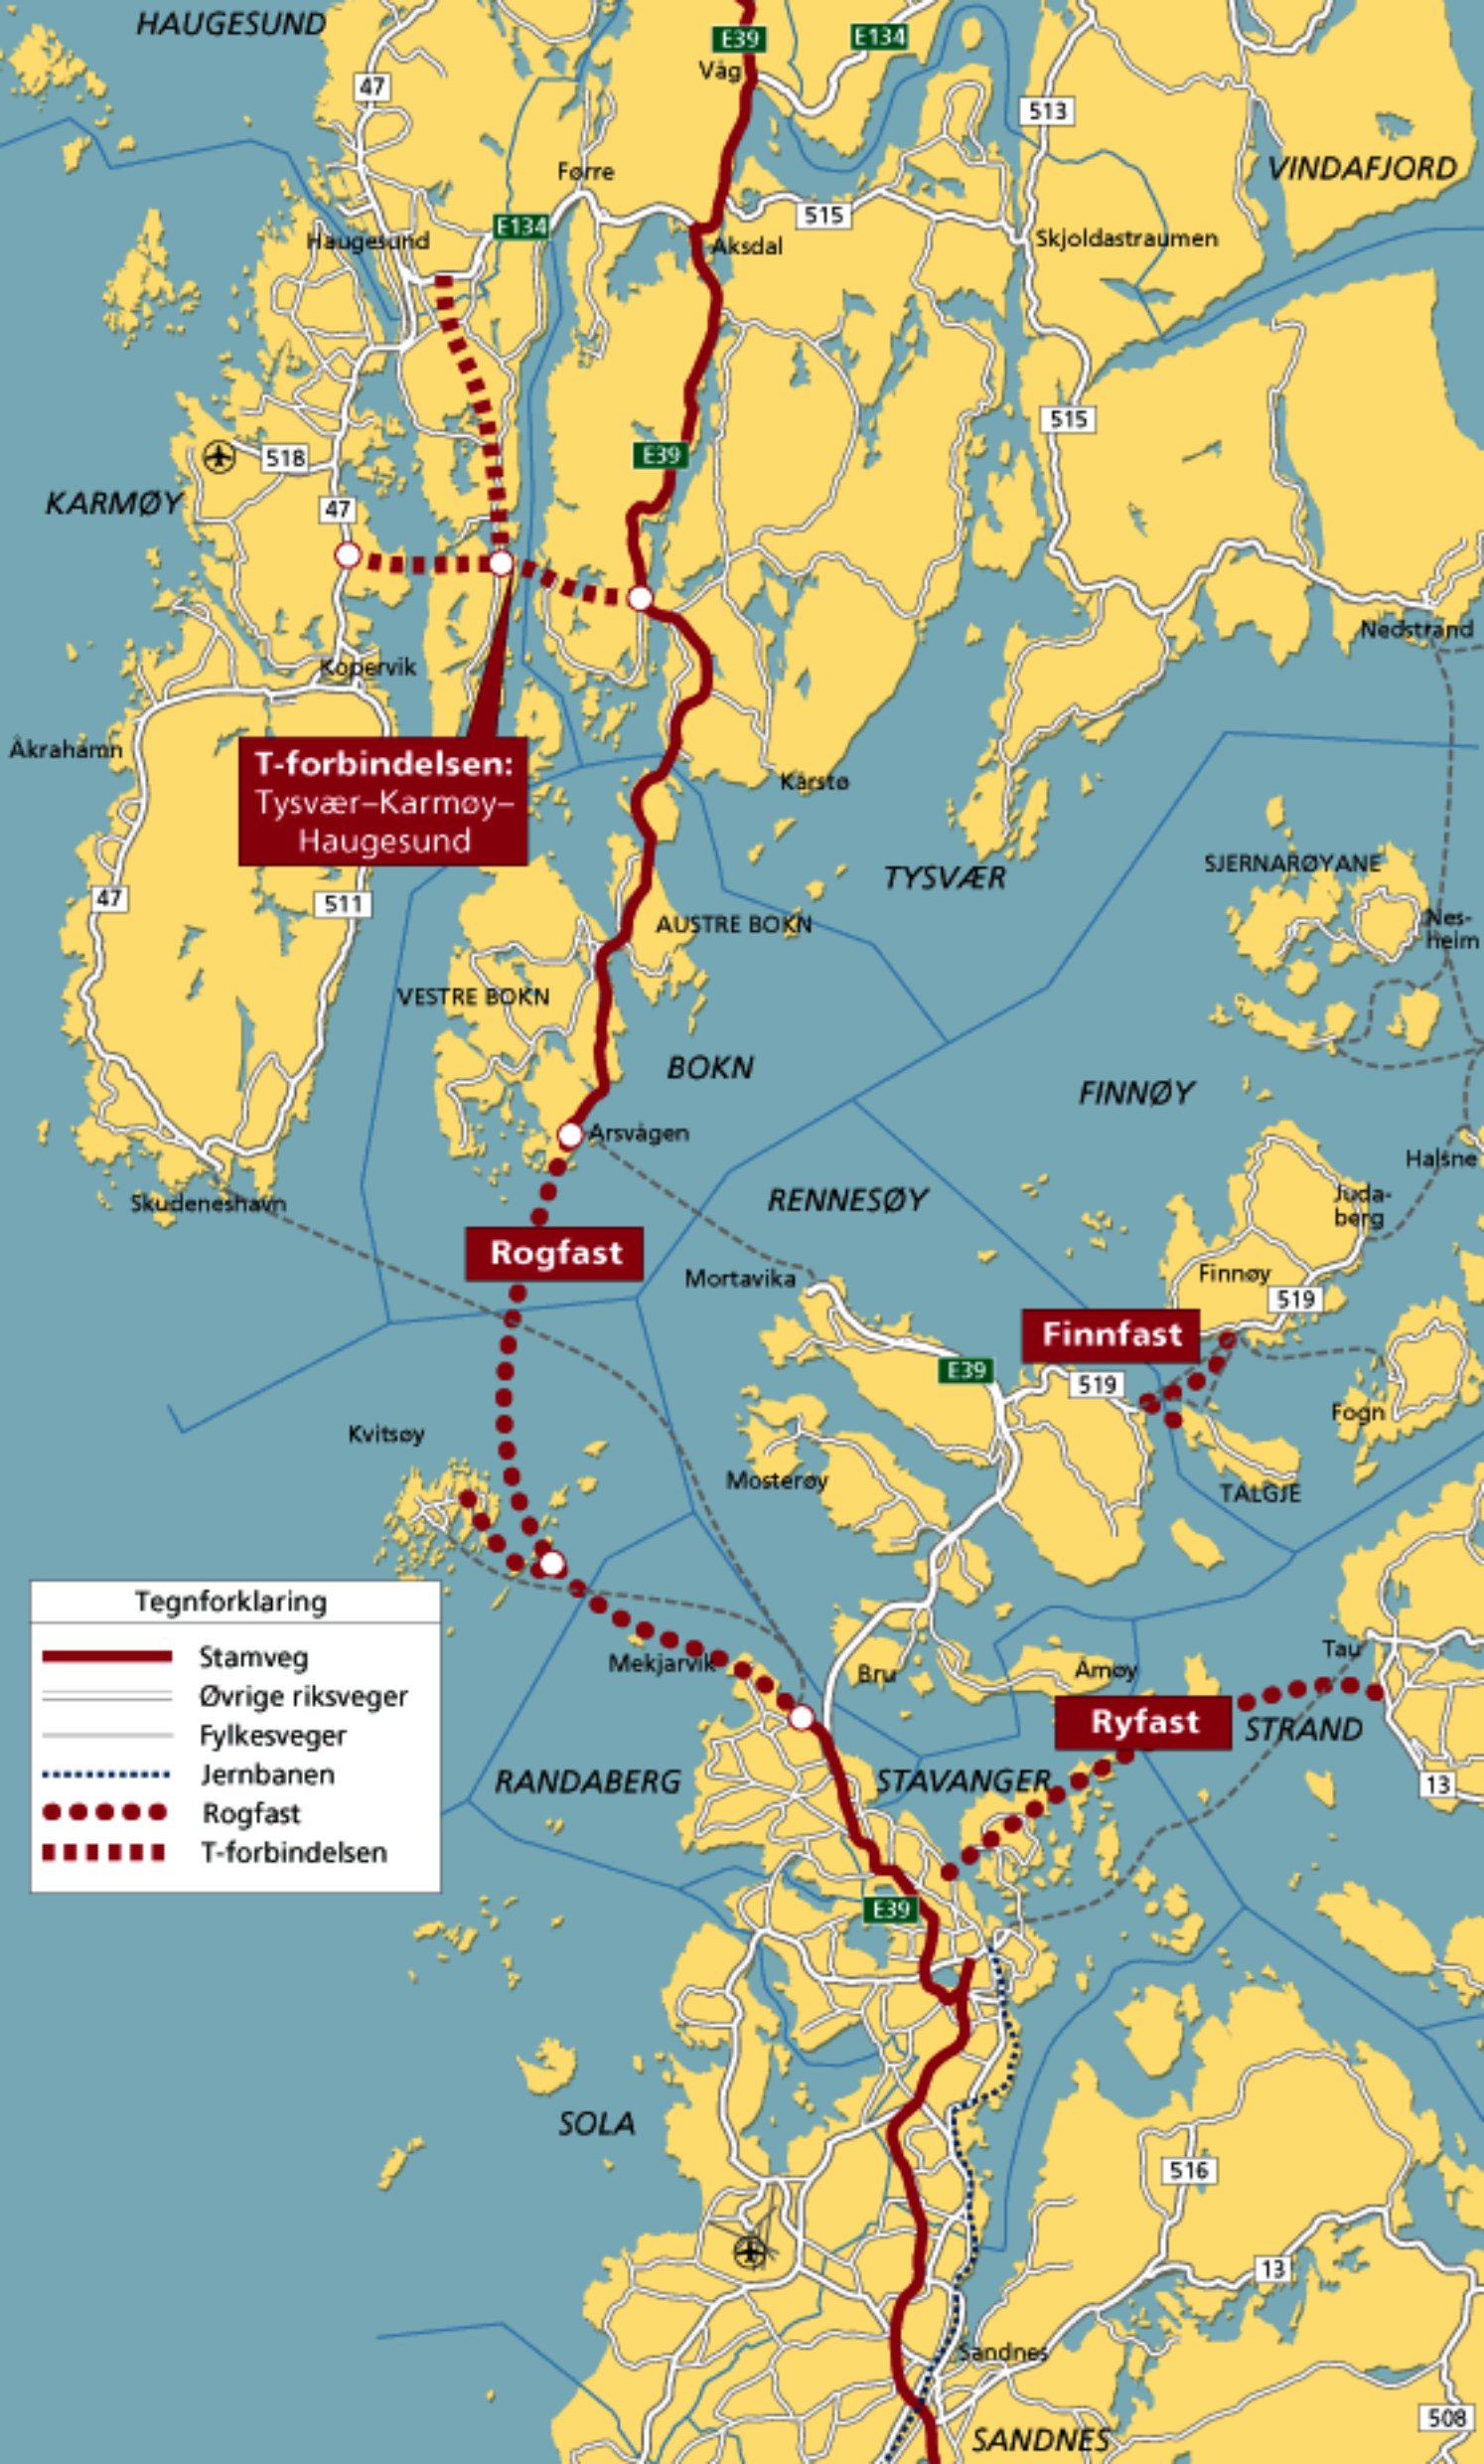 HAUGESUND
E39
E134
Våg
47
513
VINDAFJORD
Førre
515
E134
Haugesund
Aksdal
Skjoldastraumen
515
E39
518
KARMØY
47
Nedstrand
Kopervik
Åkrahamn
T-forbindelsen:
Tysvær–Karmøy–
Haugesund
Kårstø
SJERNARØYANE
TYSVÆR
47
511
AUSTRE BOKN
Nes-
heim
VESTRE BOKN
BOKN
FINNØY
Arsvågen
Halsne
Skudeneshavn
RENNESØY
Juda-
berg
Rogfast
Mortavika
Finnøy
519
Finnfast
E39
519
Fogn
Kvitsøy
Mosterøy
TALGJE
Tegnforklaring
Stamveg
Øvrige riksveger
Fylkesveger
Jernbanen
Rogfast
T-forbindelsen
Mekjarvik
Bru
Åmøy
Tau
Ryfast
STRAND
RANDABERG
STAVANGER
13
E39
SOLA
516
13
Sandnes
508
SANDNES